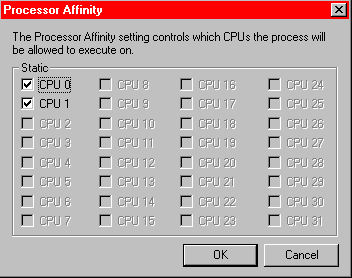 Processor Affinity
The Processor Affinity setting controls which CPUs the process will
be allowed to execute on.
Static
CPU 0 CPU 8 CPU 16 CPU 24
CPU 1 CPU 9 CPU 17 CPU 25
CPU 2 CPU 10 CPU 18 CPU 26
CPU 3 CPU 11 CPU 19 CPU 27
CPU 4 CPU 12 CPU 20 CPU 28
CPU 5 CPU 13 CPU 21 CPU 29
CPU 6 CPU 14 CPU 22 CPU 30
CPU 7 CPU 15 CPU 23 CPU 31
OK Cancel